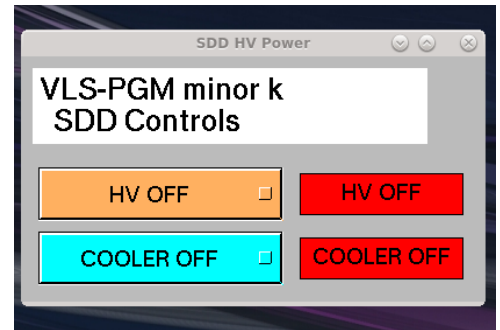 SDD HV Power
VLS-PGM minor k
SDD Controls
HV OFF
HV OFF
COOLER OFF
COOLER OFF